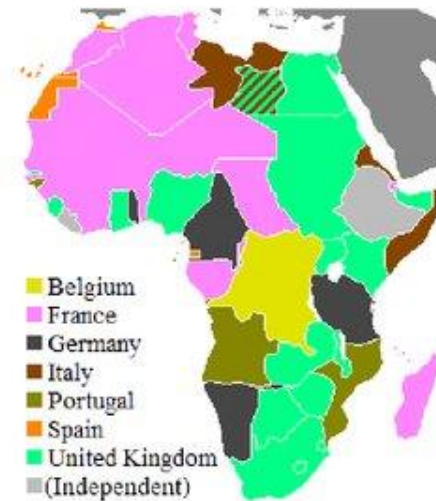 Belgium
France
Germany
Italy
Portugal
Spain
United Kingdom
(Independent)